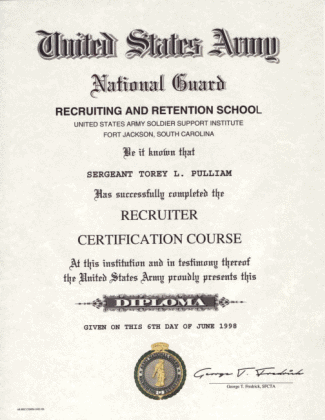 United States Army
National Guard
RECRUITING AND RETENTION SCHOOL
UNITED STATES ARMY SOLDIER SUPPORT INSTITUTE
FORT JACKSON, SOUTH CAROLINA
Be it known that
SERGEANT TOREY L. PULLIAM
Has successfully completed the
RECRUITER
CERTIFICATION COURSE
At this institution and in testimony thereof
the United States Army proudly presents this
DIPLOMA
GIVEN ON THIS 6TH DAY OF JUNE 1998
George T. Fredrick
George T. Fredrick, SFC7A